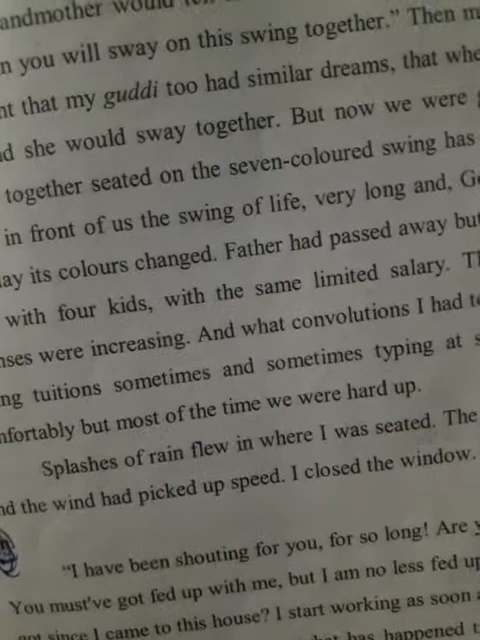 andmother would
n you will sway on this swing together.” Then m
nt that my guddi too had similar dreams, that whe
d she would sway together. But now we were
together seated on the seven-coloured swing has
in front of us the swing of life, very long and, G
ay its colours changed. Father had passed away but
with four kids, with the same limited salary. T
nses were increasing. And what convolutions I had t
ng tuitions sometimes and sometimes typing at s
nfortably but most of the time we were hard up.
Splashes of rain flew in where I was seated. The
nd the wind had picked up speed. I closed the window.
“I have been shouting for you, for so long! Are y
You must've got fed up with me, but I am no less fed up
got since I came to this house? I start working as soon
has happened t